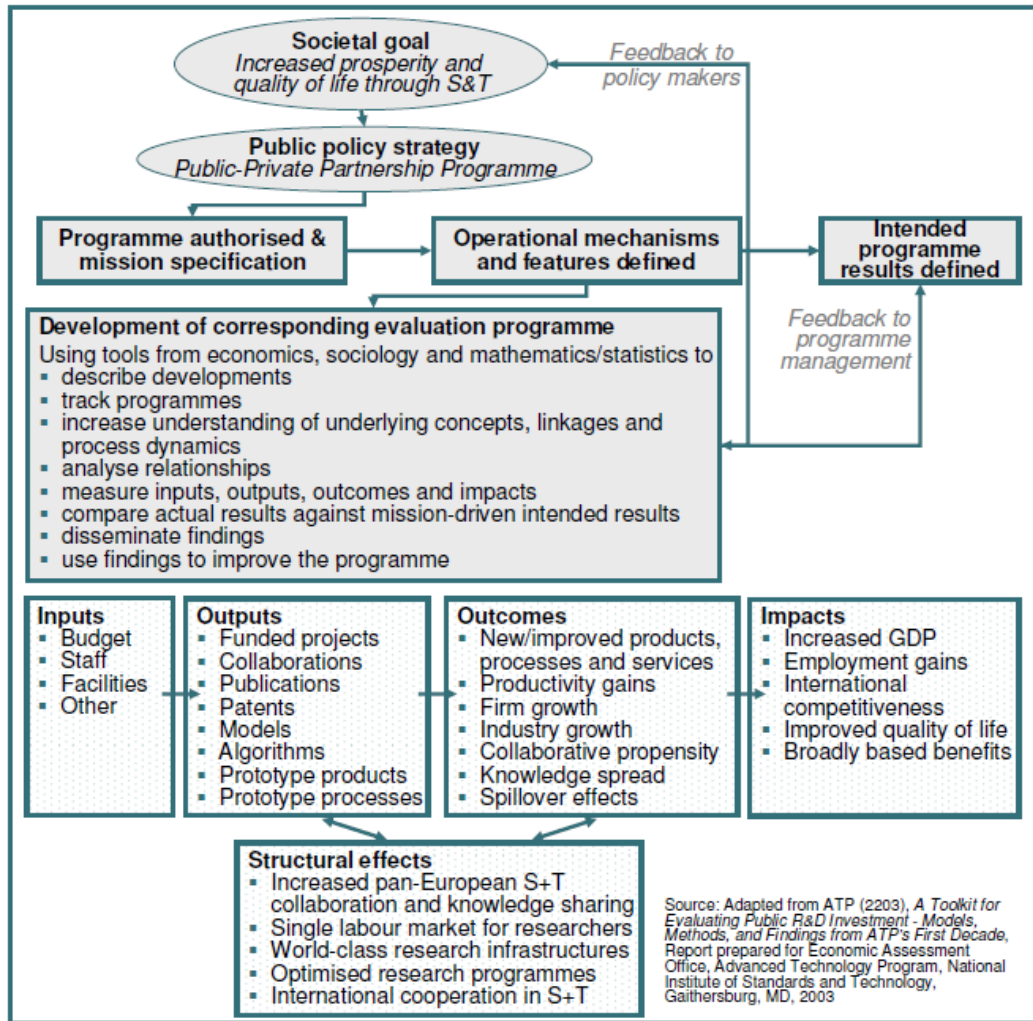 Societal goal
Increased prosperity and
quality of life through S&T
Feedback to
policy makers
Public policy strategy
Public-Private Partnership Programme
Programme authorised &
mission specification
Operational mechanisms
and features defined
Intended
programme
results defined
Development of corresponding evaluation programme
Using tools from economics, sociology and mathematics/statistics to
▪ describe developments
▪ track programmes
▪ increase understanding of underlying concepts, linkages and
process dynamics
▪ analyse relationships
▪ measure inputs, outputs, outcomes and impacts
▪ compare actual results against mission-driven intended results
▪ disseminate findings
▪ use findings to improve the programme
Feedback to
programme
management
Inputs
▪ Budget
▪ Staff
▪ Facilities
▪ Other
Outputs
▪ Funded projects
▪ Collaborations
▪ Publications
▪ Patents
▪ Models
▪ Algorithms
▪ Prototype products
▪ Prototype processes
Outcomes
▪ New/improved products,
processes and services
▪ Productivity gains
▪ Firm growth
▪ Industry growth
▪ Collaborative propensity
▪ Knowledge spread
▪ Spillover effects
Impacts
▪ Increased GDP
▪ Employment gains
▪ International
competitiveness
▪ Improved quality of life
▪ Broadly based benefits
Structural effects
▪ Increased pan-European S+T
collaboration and knowledge sharing
▪ Single labour market for researchers
▪ World-class research infrastructures
▪ Optimised research programmes
▪ International cooperation in S+T
Source: Adapted from ATP (2203), A Toolkit for
Evaluating Public R&D Investment - Models,
Methods, and Findings from ATP's First Decade,
Report prepared for Economic Assessment
Office, Advanced Technology Program, National
Institute of Standards and Technology,
Gaithersburg, MD, 2003